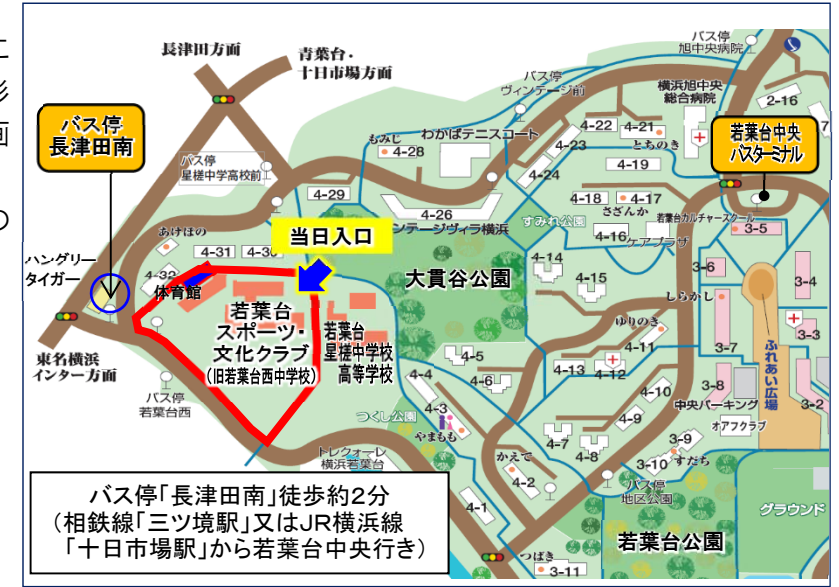 長津田方面
青葉台・
十日市場方面
バス停
旭中央病院
バス停
ヴィンテージ前
横浜旭中央
総合病院
2-16
バス停
長津田南
若葉台中央
バスターミナル
バス停
星槎中学高校前
もみじ
4-28
わかばテニスコート
4-22
4-21
とちのき
4-23
4-19
4-24
4-29
4-26
ンテージヴィラ横浜
4-18
4-17
さざんか
すみれ公園
4-16
ケアプラザ
若葉台カルチャースクール
3-5
あけぼの
4-31
4-30
当日入口
ハングリー
タイガー
4-32
体育館
大貫谷公園
4-14
4-15
3-6
3-4
しらかし
若葉台
スポーツ・
文化クラブ
(旧若葉台西中学校)
若葉台
星槎中学校
高等学校
ゆりのき
4-11
3-7
3-3
ふれあい広場
東名横浜
インター方面
4-5
4-6
4-13
4-12
4-4
4-10
3-8
3-2
中央パーキング
バス停
若葉台西
つくし公園
4-3
やまもも
4-9
オアフクラブ
4-7
4-8
3-9
すだち
3-10
トレクォーレ
横浜若葉台
かえで
4-2
バス停
地区公園
4-1
グラウンド
若葉台公園
つばき
3-11
バス停「長津田南」徒歩約2分
(相鉄線「三ツ境駅」又はJR横浜線
「十日市場駅」から若葉台中央行き)